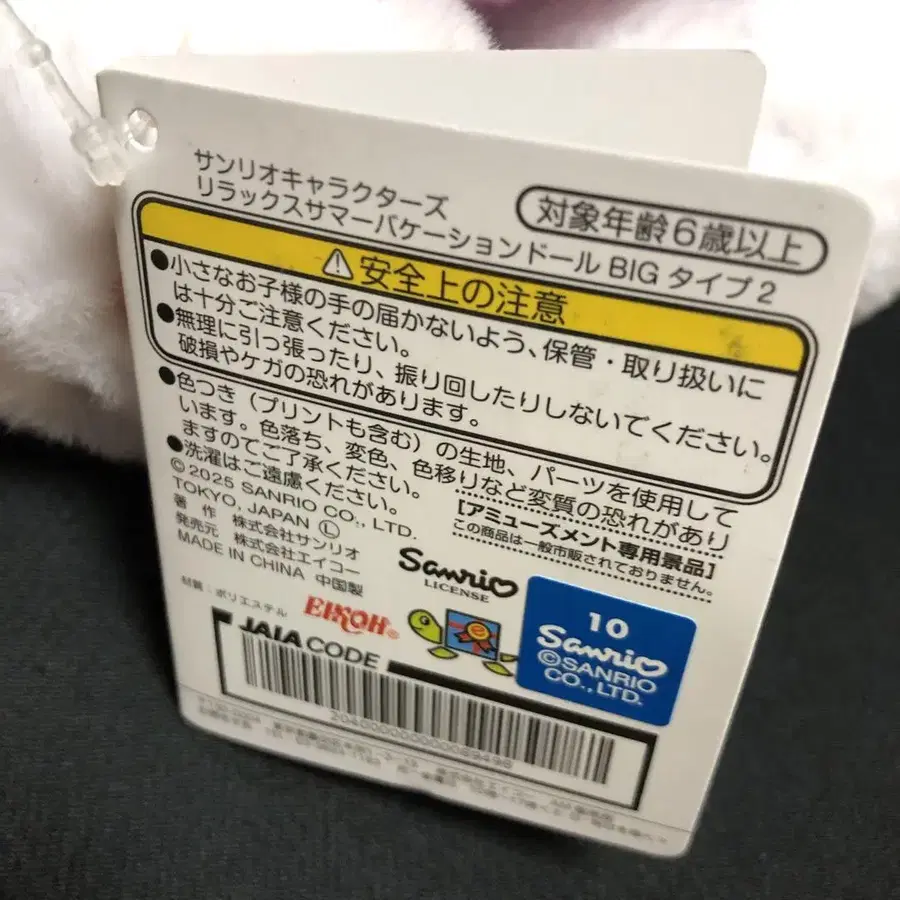 サンリオキャラクターズ
リラックスサマーバケーションドール BIG タイプ2
対象年齢6歳以上
⚠安全上の注意
●小さなお子様の手の届かないよう、保管・取り扱いに
は十分ご注意ください。
●無理に引っ張ったり、振り回したりしないでください。
破損やケガの恐れがあります。
●色つき（プリントも含む）の生地、パーツを使用して
います。色落ち、変色、色移りなど変質の恐れがあり
ますのでご了承ください。
●洗濯はご遠慮ください。
©2025 SANRIO CO., LTD.
TOKYO, JAPAN Ⓛ
著作 株式会社サンリオ
発売元 株式会社エイコー
MADE IN CHINA 中国製
【アミューズメント専用景品】
この商品は一般市販されておりません。
Sanrio
LICENSE
材質：ポリエステル
EIKOH®
JAIA CODE
10
Sanrio
©SANRIO
CO., LTD.